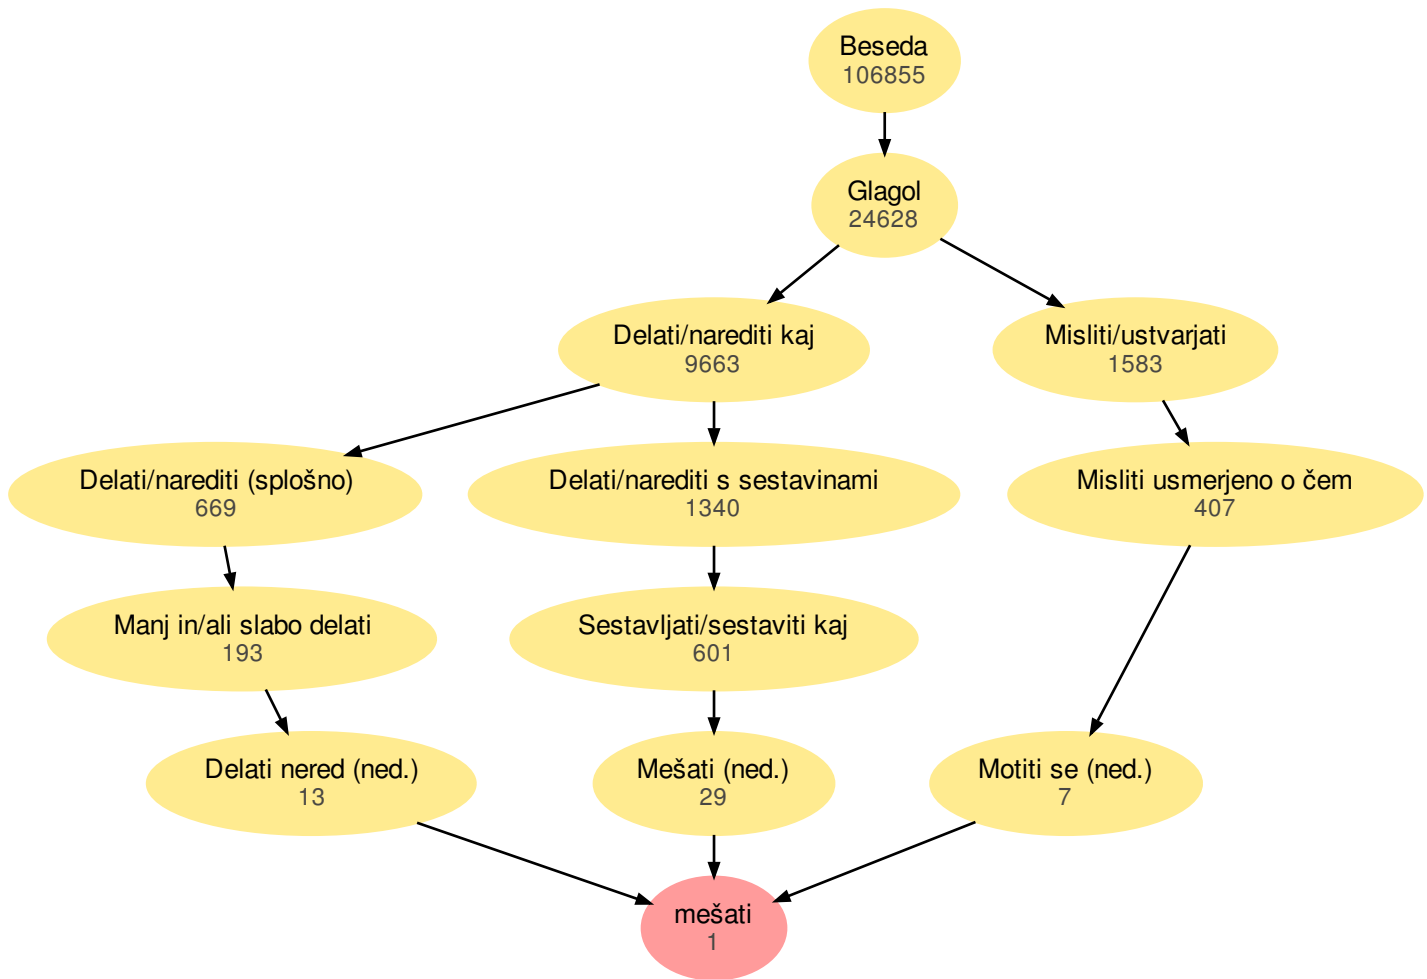 Beseda
106855
Glagol
24628
Delati/narediti kaj
9663
Misliti/ustvarjati
1583
Delati/narediti (splošno)
669
Delati/narediti s sestavinami
1340
Misliti usmerjeno o čem
407
Manj in/ali slabo delati
193
Sestavljati/sestaviti kaj
601
Delati nered (ned.)
13
Mešati (ned.)
29
Motiti se (ned.)
7
mešati
1